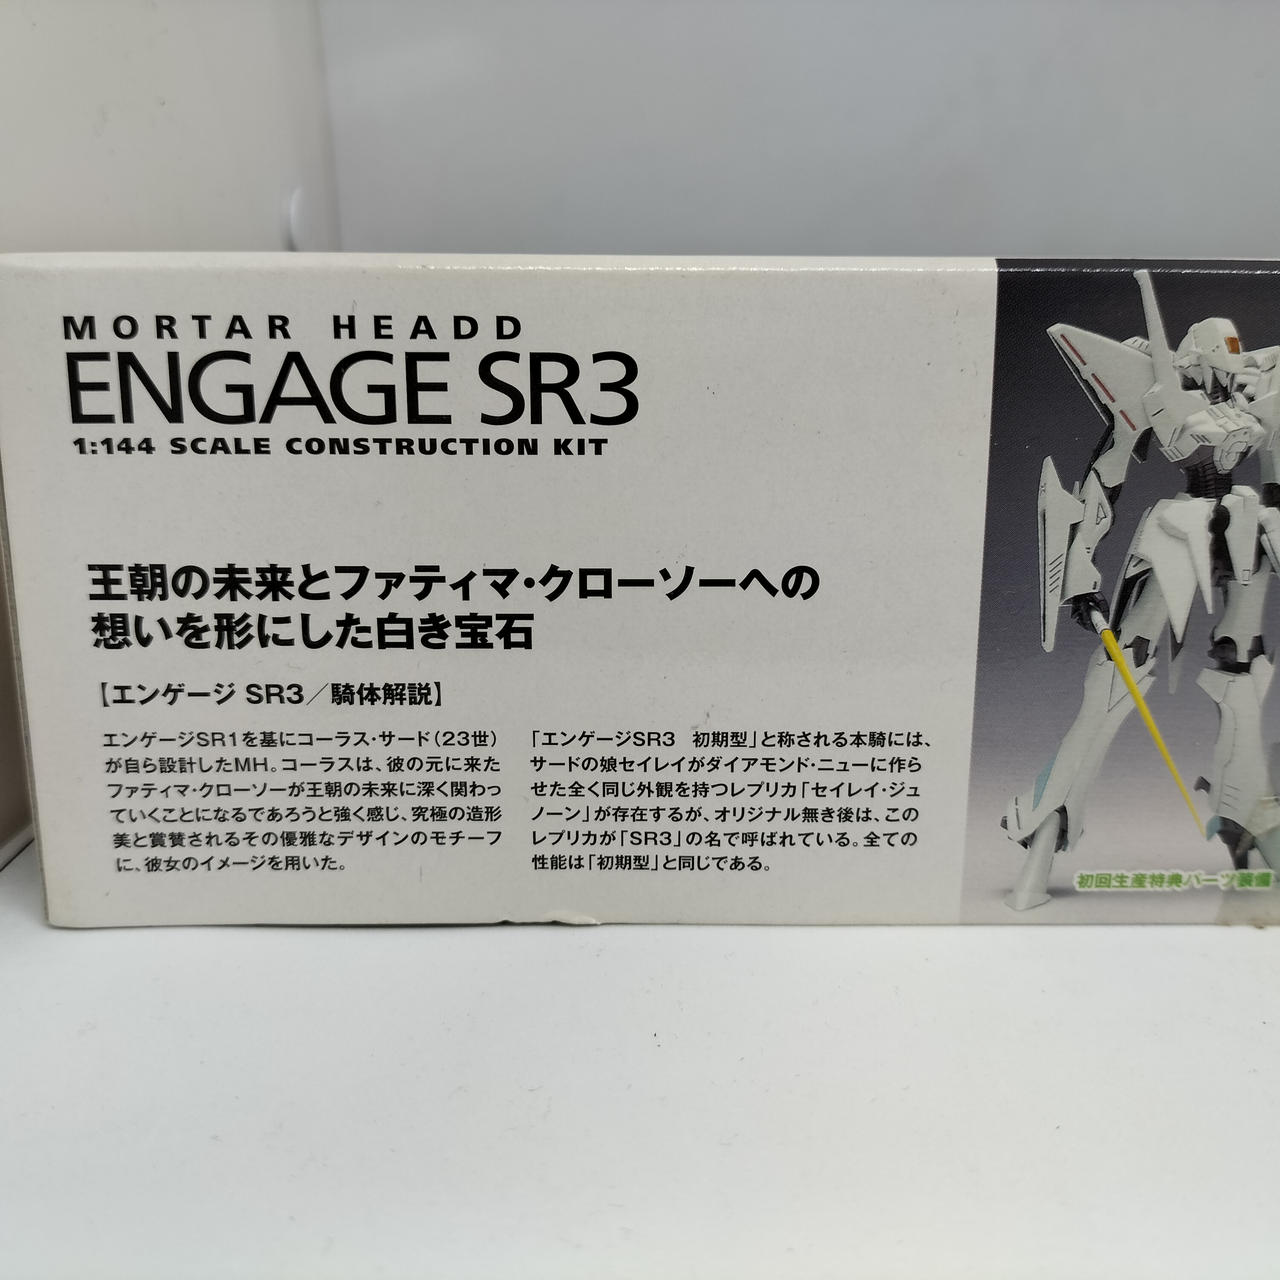 MORTAR HEADD
ENGAGE SR3
1:144 SCALE CONSTRUCTION KIT
王朝の未来とファティマ・クローソーへの
想いを形にした白き宝石
【エンゲージ SR3／騎体解説】
エンゲージSR1を基にコーラス・サード（23世）
が自ら設計したMH。コーラスは、彼の元に来た
ファティマ・クローソーが王朝の未来に深く関わっ
ていくことになるであろうと強く感じ、究極の造形
美と賞賛されるその優雅なデザインのモチーフ
に、彼女のイメージを用いた。
「エンゲージSR3　初期型」と称される本騎には、
サードの娘セイレイがダイアモンド・ニューに作ら
せた全く同じ外観を持つレプリカ「セイレイ・ジュ
ノーン」が存在するが、オリジナル無き後は、この
レプリカが「SR3」の名で呼ばれている。全ての
性能は「初期型」と同じである。
初回生産特典パーツ装備